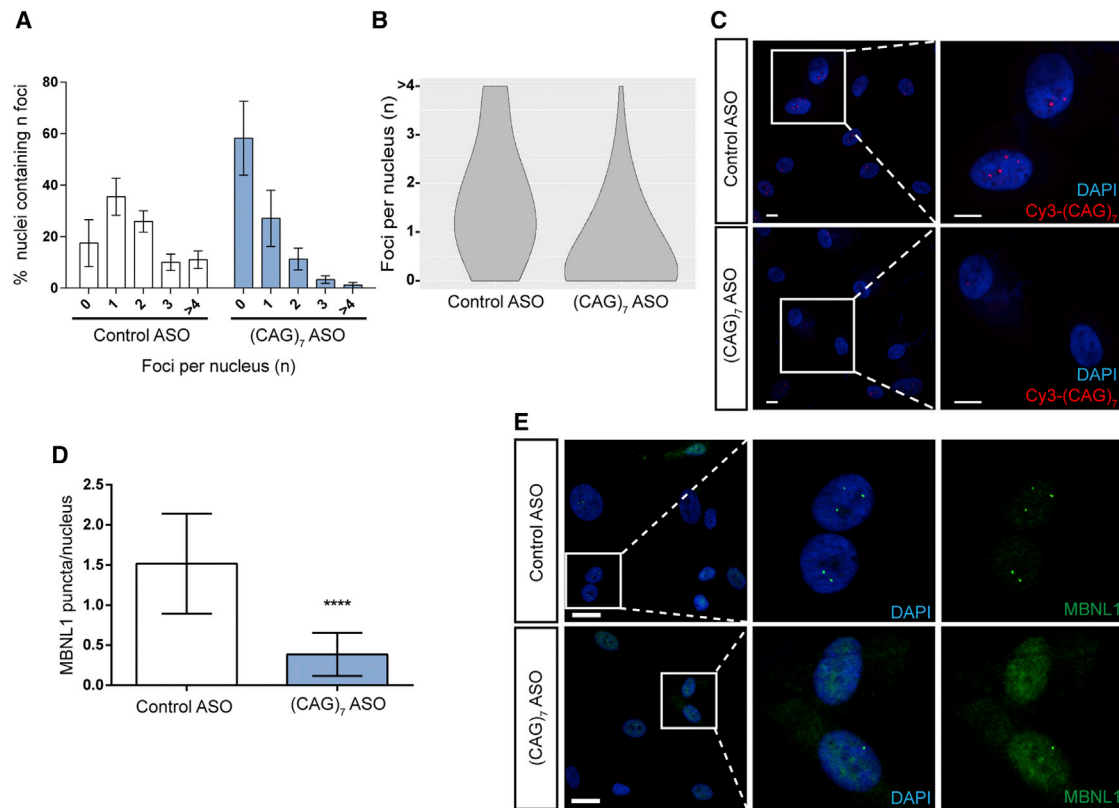 A
% nuclei containing n foci
80
60
40
20
0
0 1 2 3 >4
0 1 2 3 >4
Control ASO
(CAG)₇ ASO
Foci per nucleus (n)
B
Foci per nucleus (n)
>4
3
2
1
0
Control ASO
(CAG)₇ ASO
C
Control ASO
DAPI
Cy3-(CAG)₇
(CAG)₇ ASO
DAPI
Cy3-(CAG)₇
D
MBNL1 puncta/nucleus
2.5
2.0
1.5
1.0
0.5
0.0
****
Control ASO
(CAG)₇ ASO
E
Control ASO
DAPI
MBNL1
(CAG)₇ ASO
DAPI
MBNL1